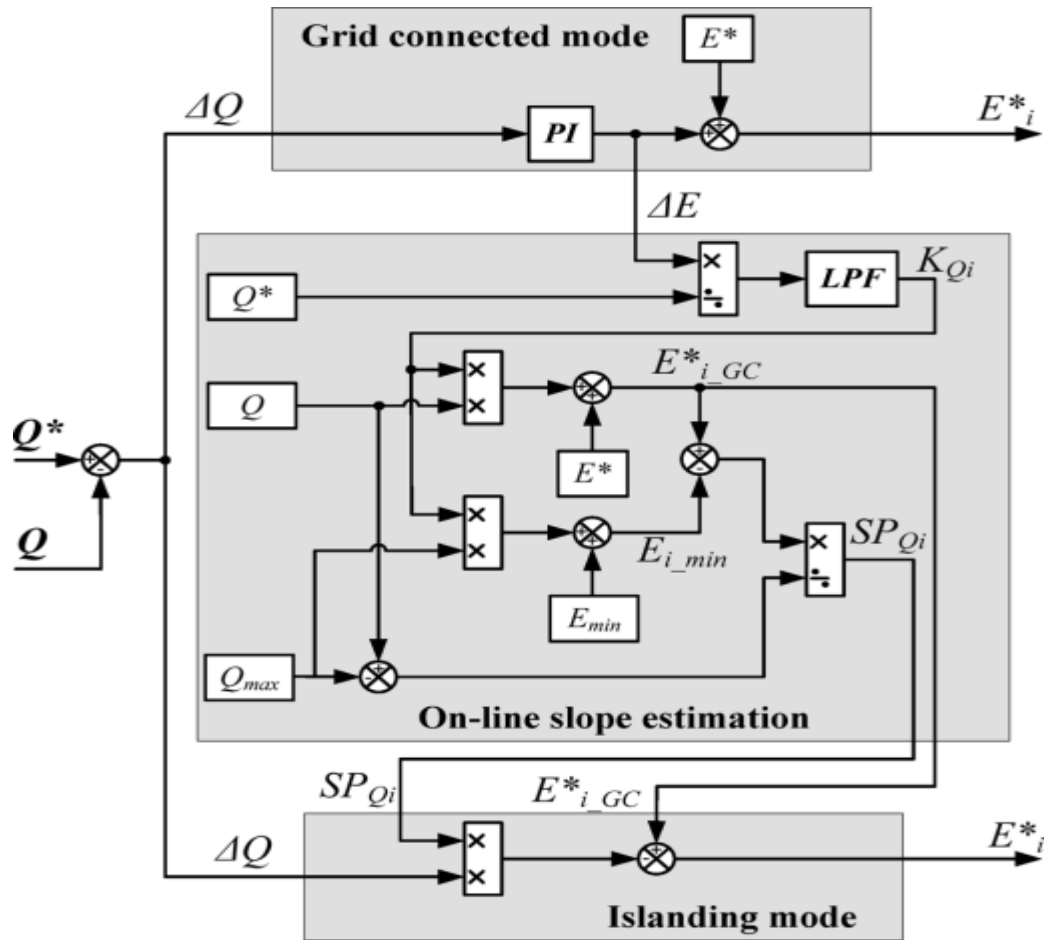 Grid connected mode
E*
ΔQ
PI
E*i
ΔE
Q*
×
÷
LPF
KQi
Q
×
×
E*i_GC
E*
Q*
Q
×
×
Ei_min
Emin
×
÷
SPQi
Qmax
On-line slope estimation
SPQi
E*i_GC
ΔQ
×
×
E*i
Islanding mode